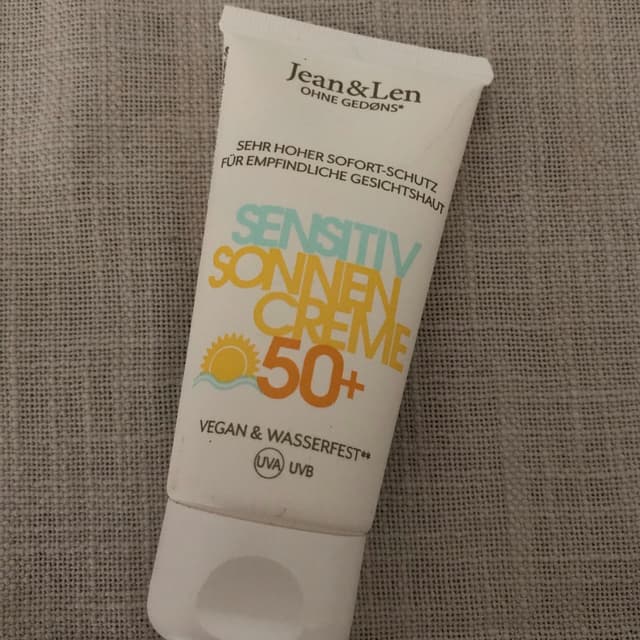 Jean&Len
OHNE GEDØNS*
SEHR HOHER SOFORT-SCHUTZ
FÜR EMPFINDLICHE GESICHTSHAUT
SENSITIV
SONNEN
CREME
50+
VEGAN & WASSERFEST**
UVA UVB